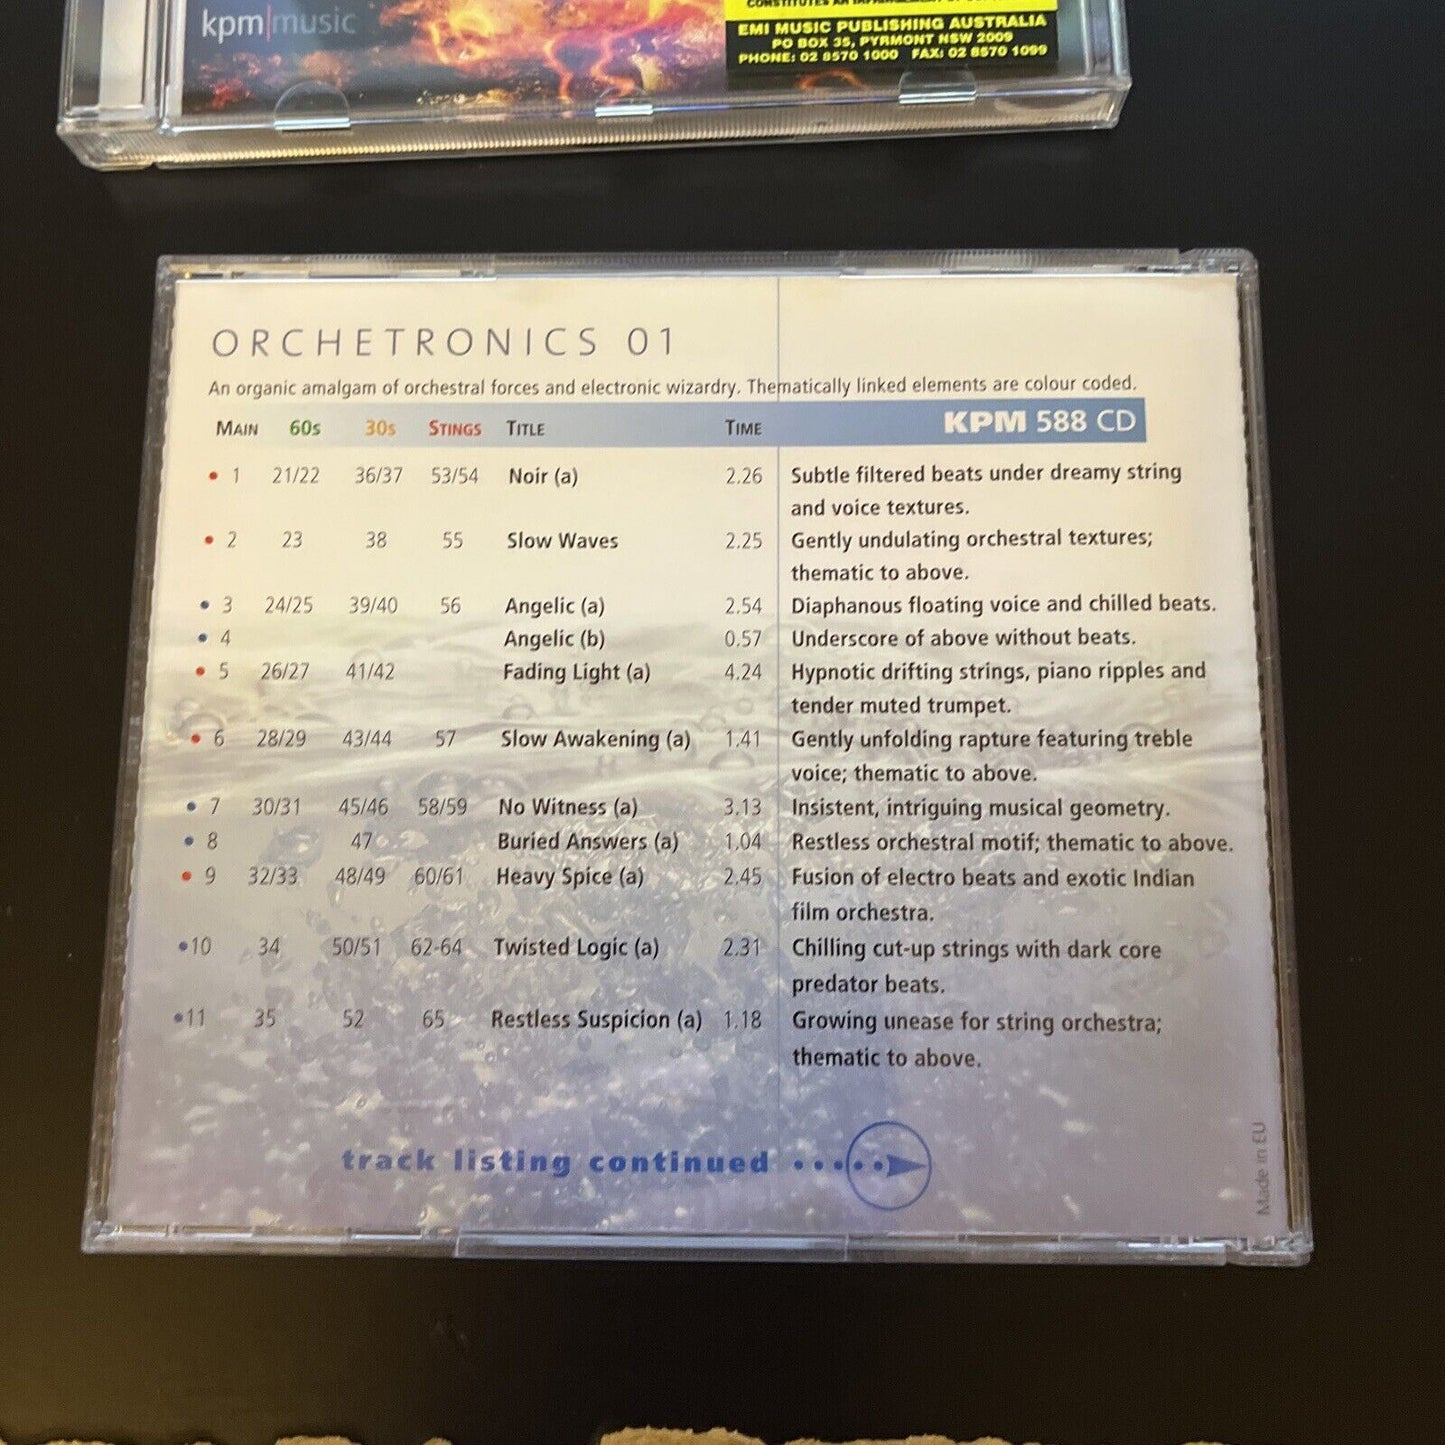 kpm|music
CONSTITUTES AN
EMI MUSIC PUBLISHING AUSTRALIA
PO BOX 35, PYRMONT NSW 2009
PHONE: 02 8570 1000 FAX: 02 8570 1099
ORCHETRONICS 01
An organic amalgam of orchestral forces and electronic wizardry. Thematically linked elements are colour coded.
MAIN 60s 30s STINGS TITLE TIME KPM 588 CD
• 1 21/22 36/37 53/54 Noir (a) 2.26 Subtle filtered beats under dreamy string
and voice textures.
• 2 23 38 55 Slow Waves 2.25 Gently undulating orchestral textures;
thematic to above.
• 3 24/25 39/40 56 Angelic (a) 2.54 Diaphanous floating voice and chilled beats.
• 4 Angelic (b) 0.57 Underscore of above without beats.
• 5 26/27 41/42 Fading Light (a) 4.24 Hypnotic drifting strings, piano ripples and
tender muted trumpet.
• 6 28/29 43/44 57 Slow Awakening (a) 1.41 Gently unfolding rapture featuring treble
voice; thematic to above.
• 7 30/31 45/46 58/59 No Witness (a) 3.13 Insistent, intriguing musical geometry.
• 8 47 Buried Answers (a) 1.04 Restless orchestral motif; thematic to above.
• 9 32/33 48/49 60/61 Heavy Spice (a) 2.45 Fusion of electro beats and exotic Indian
film orchestra.
•10 34 50/51 62-64 Twisted Logic (a) 2.31 Chilling cut-up strings with dark core
predator beats.
•11 35 52 65 Restless Suspicion (a) 1.18 Growing unease for string orchestra;
thematic to above.
track listing continued
Made in EU